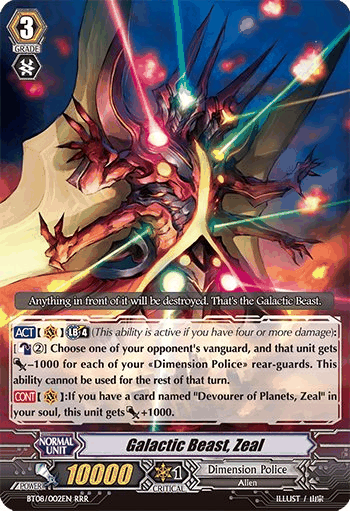 3
GRADE
Anything in front of it will be destroyed. That's the Galactic Beast.
ACT[ ]LB4 (This ability is active if you have four or more damage):
[ ②] Choose one of your opponent's vanguard, and that unit gets
-1000 for each of your «Dimension Police» rear-guards. This
ability cannot be used for the rest of that turn.
CONT[ ]:If you have a card named "Devourer of Planets, Zeal" in
your soul, this unit gets +1000.
NORMAL UNIT Galactic Beast, Zeal
POWER 10000 1 CRITICAL Dimension Police
Alien
BT08/002EN RRR ILLUST / 山宗